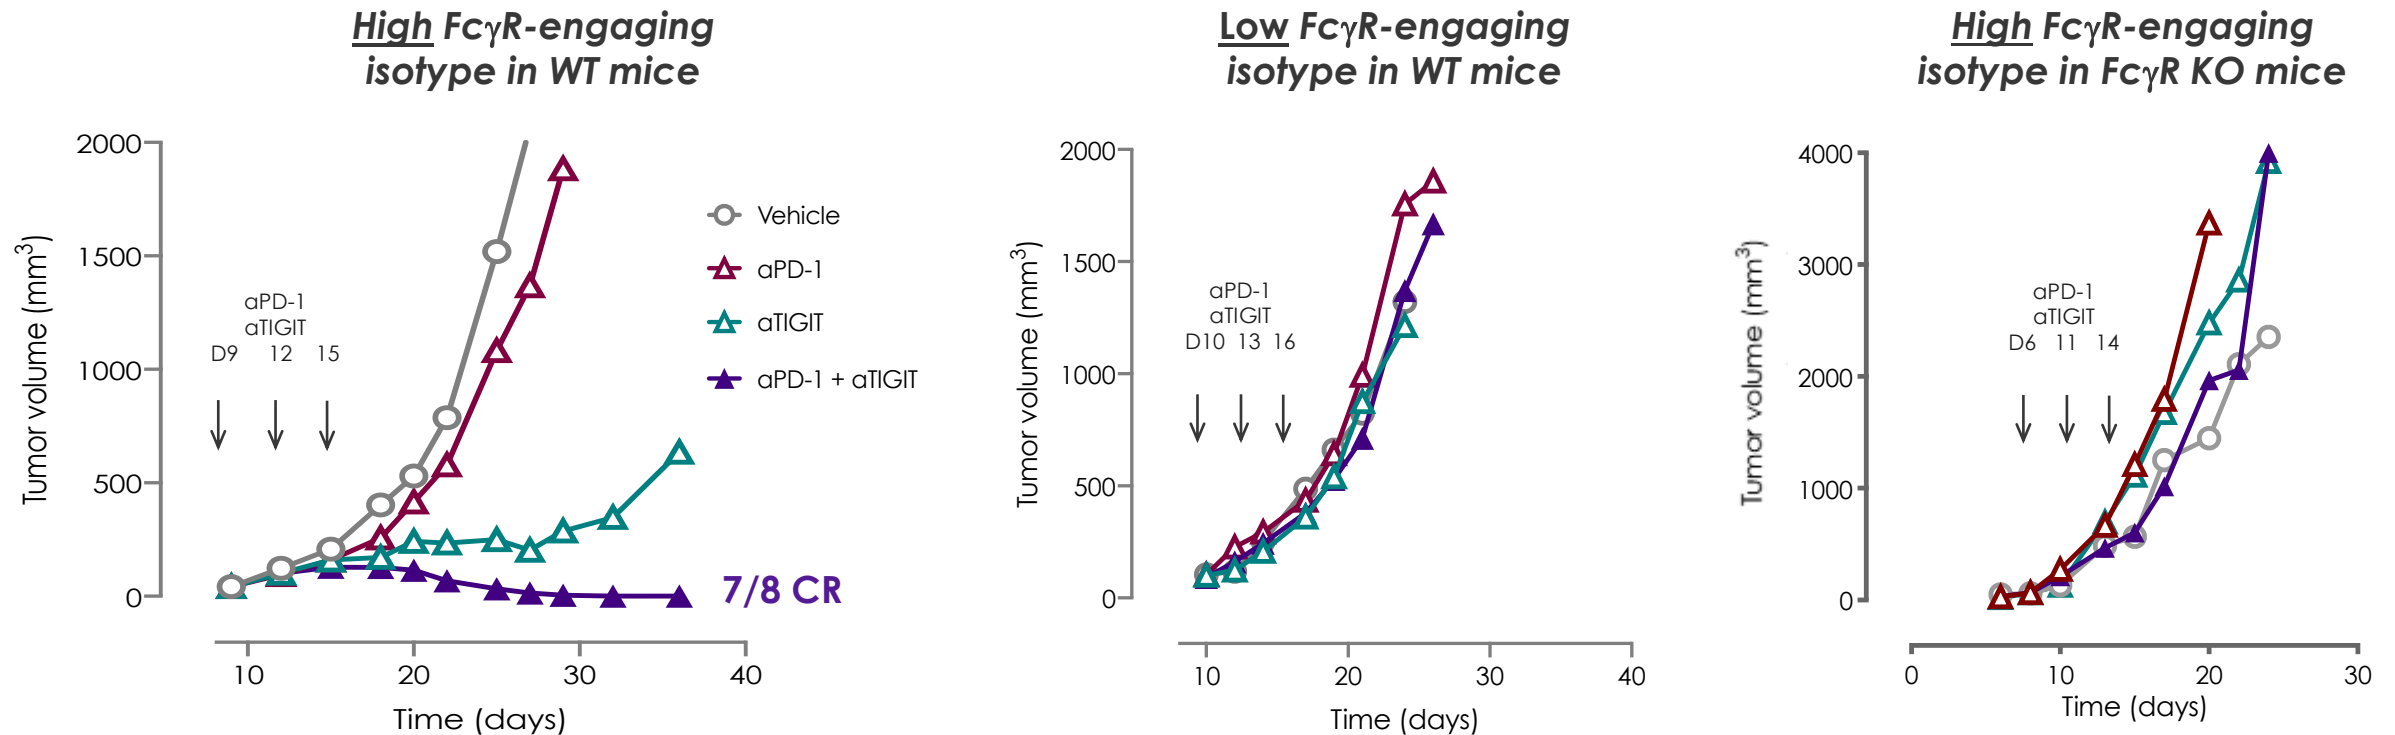 High FcγR-engaging
isotype in WT mice
2000
1500
1000
500
0
Tumor volume (mm³)
aPD-1
aTIGIT
D9 12 15
Vehicle
aPD-1
aTIGIT
aPD-1 + aTIGIT
7/8 CR
10 20 30 40
Time (days)
Low FcγR-engaging
isotype in WT mice
2000
1500
1000
500
0
Tumor volume (mm³)
aPD-1
aTIGIT
D10 13 16
10 20 30 40
Time (days)
High FcγR-engaging
isotype in FcγR KO mice
4000
3000
2000
1000
0
Tumor volume (mm³)
aPD-1
aTIGIT
D6 11 14
0 10 20 30
Time (days)